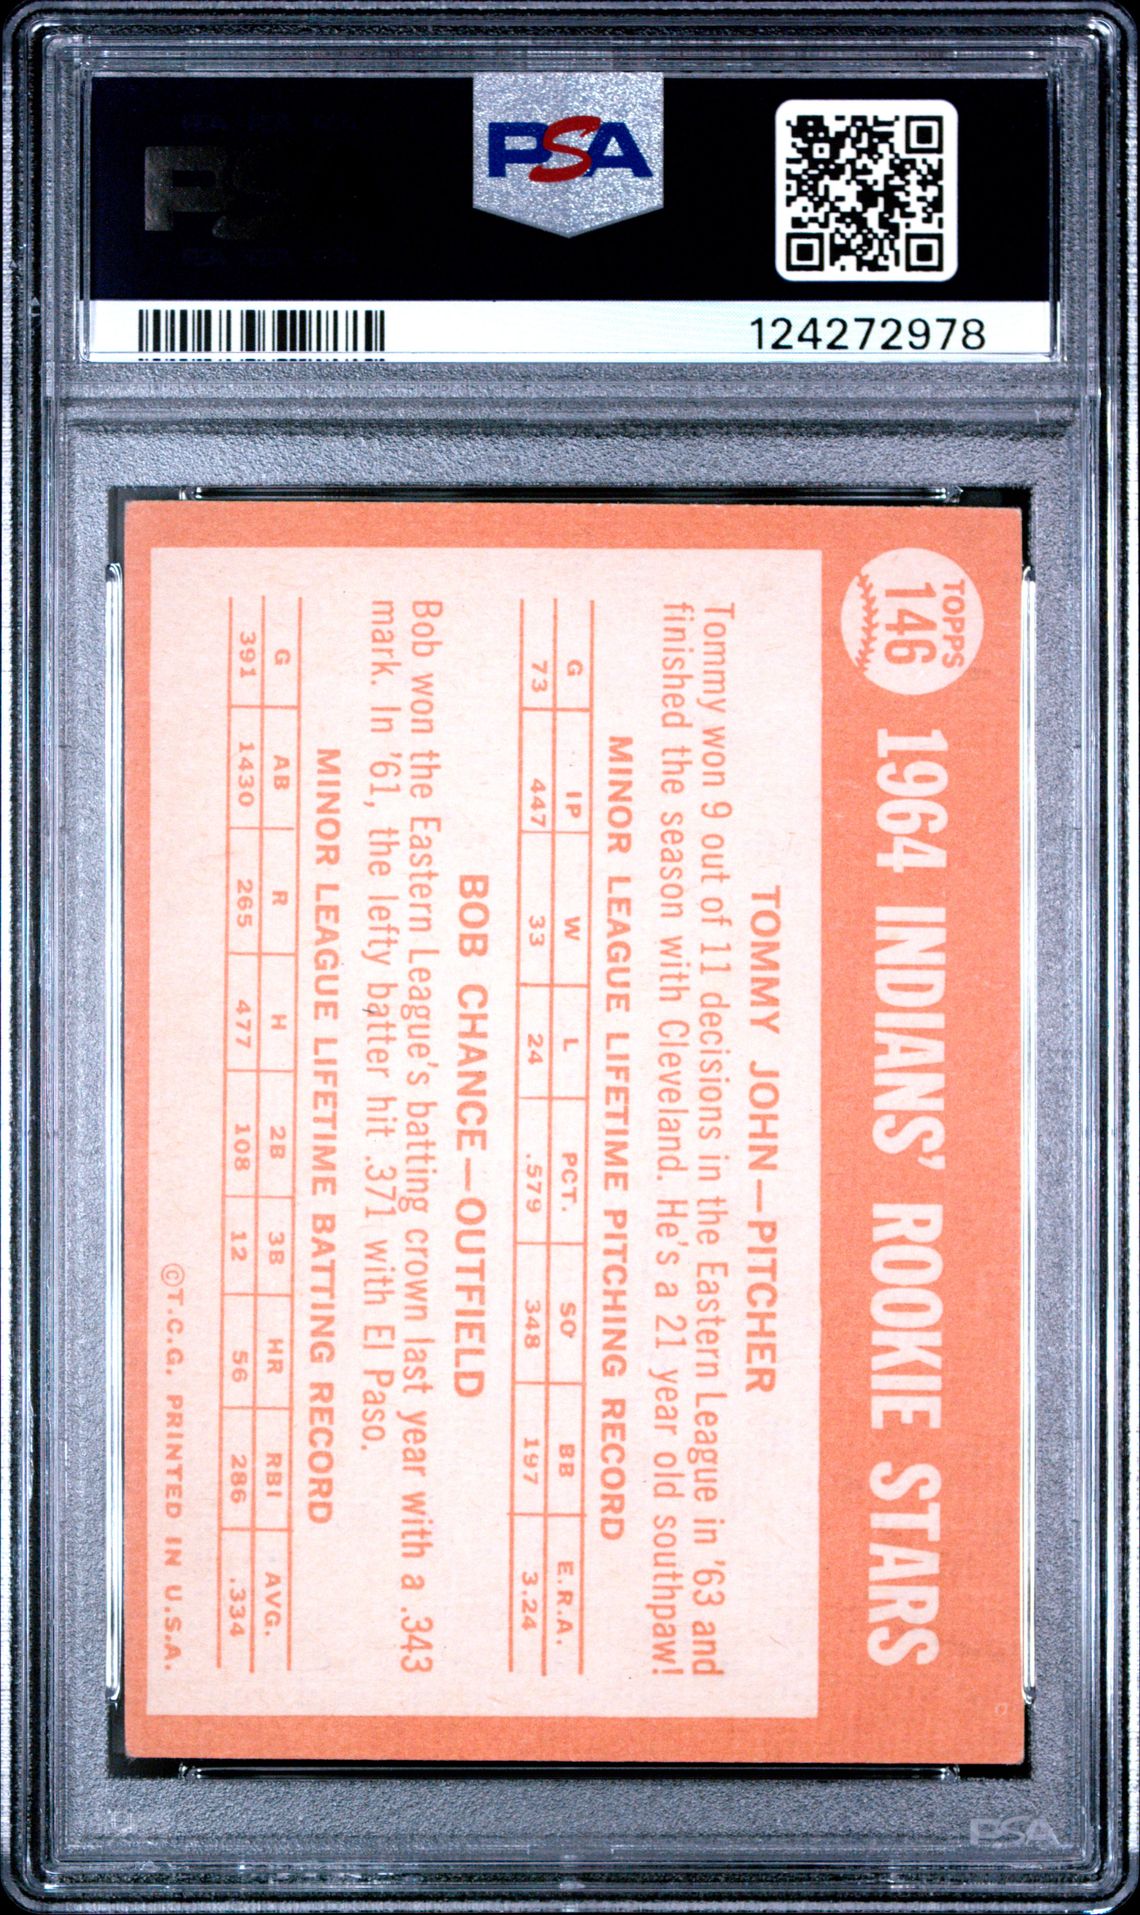 PSA
124272978
TOPPS
146
1964 INDIANS' ROOKIE STARS
TOMMY JOHN—PITCHER
Tommy won 9 out of 11 decisions in the Eastern League in '63 and
finished the season with Cleveland. He's a 21 year old southpaw!
MINOR LEAGUE LIFETIME PITCHING RECORD
G IP W L PCT. SO BB E.R.A.
73 447 33 24 .579 348 197 3.24
BOB CHANCE—OUTFIELD
Bob won the Eastern League's batting crown last year with a .343
mark. In '61, the lefty batter hit .371 with El Paso.
MINOR LEAGUE LIFETIME BATTING RECORD
G AB R H 2B 3B HR RBI AVG.
391 1430 265 477 108 12 56 286 .334
©T.C.G. PRINTED IN U.S.A.
PSA